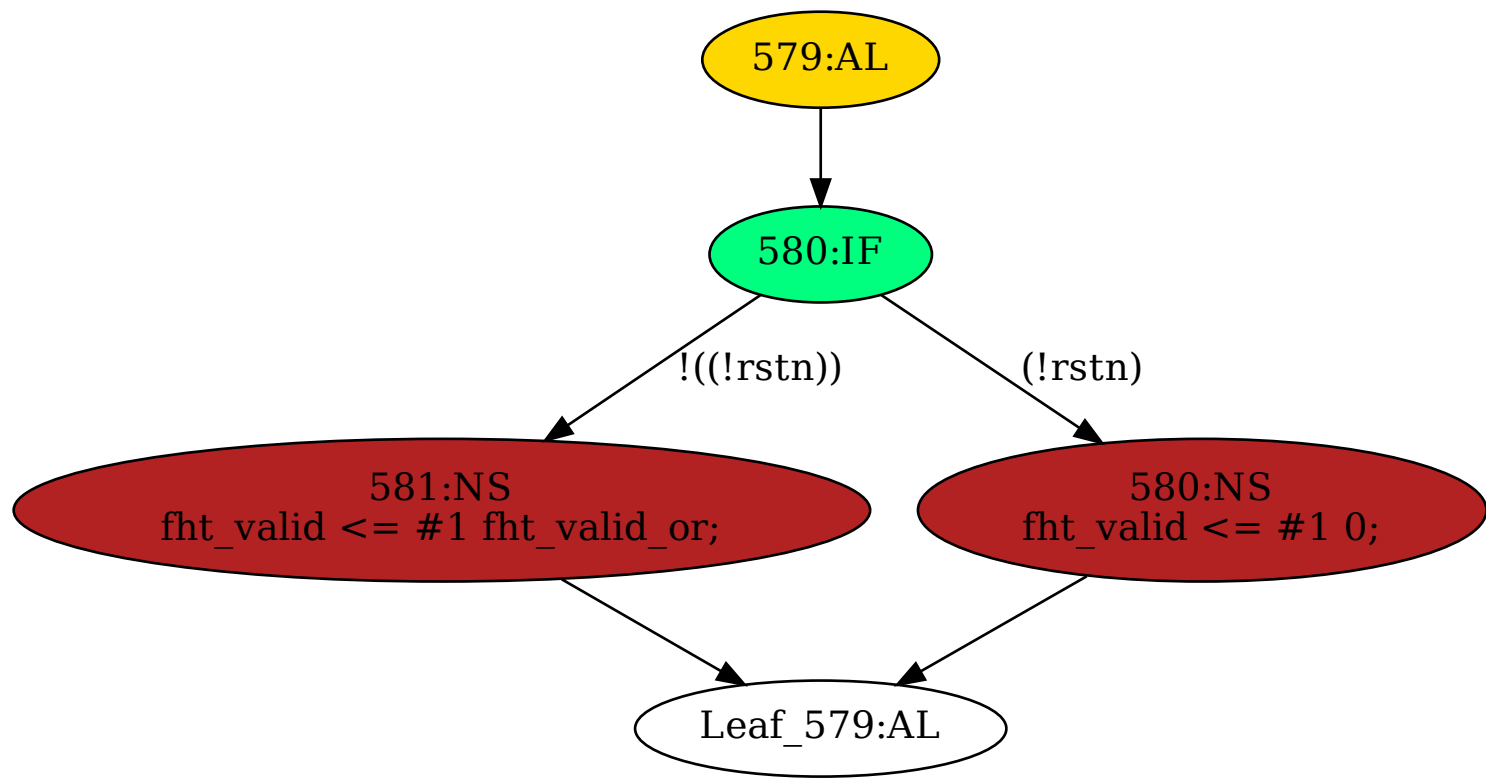 579:AL
580:IF
!((!rstn))
(!rstn)
581:NS
fht_valid <= #1 fht_valid_or;
580:NS
fht_valid <= #1 0;
Leaf_579:AL